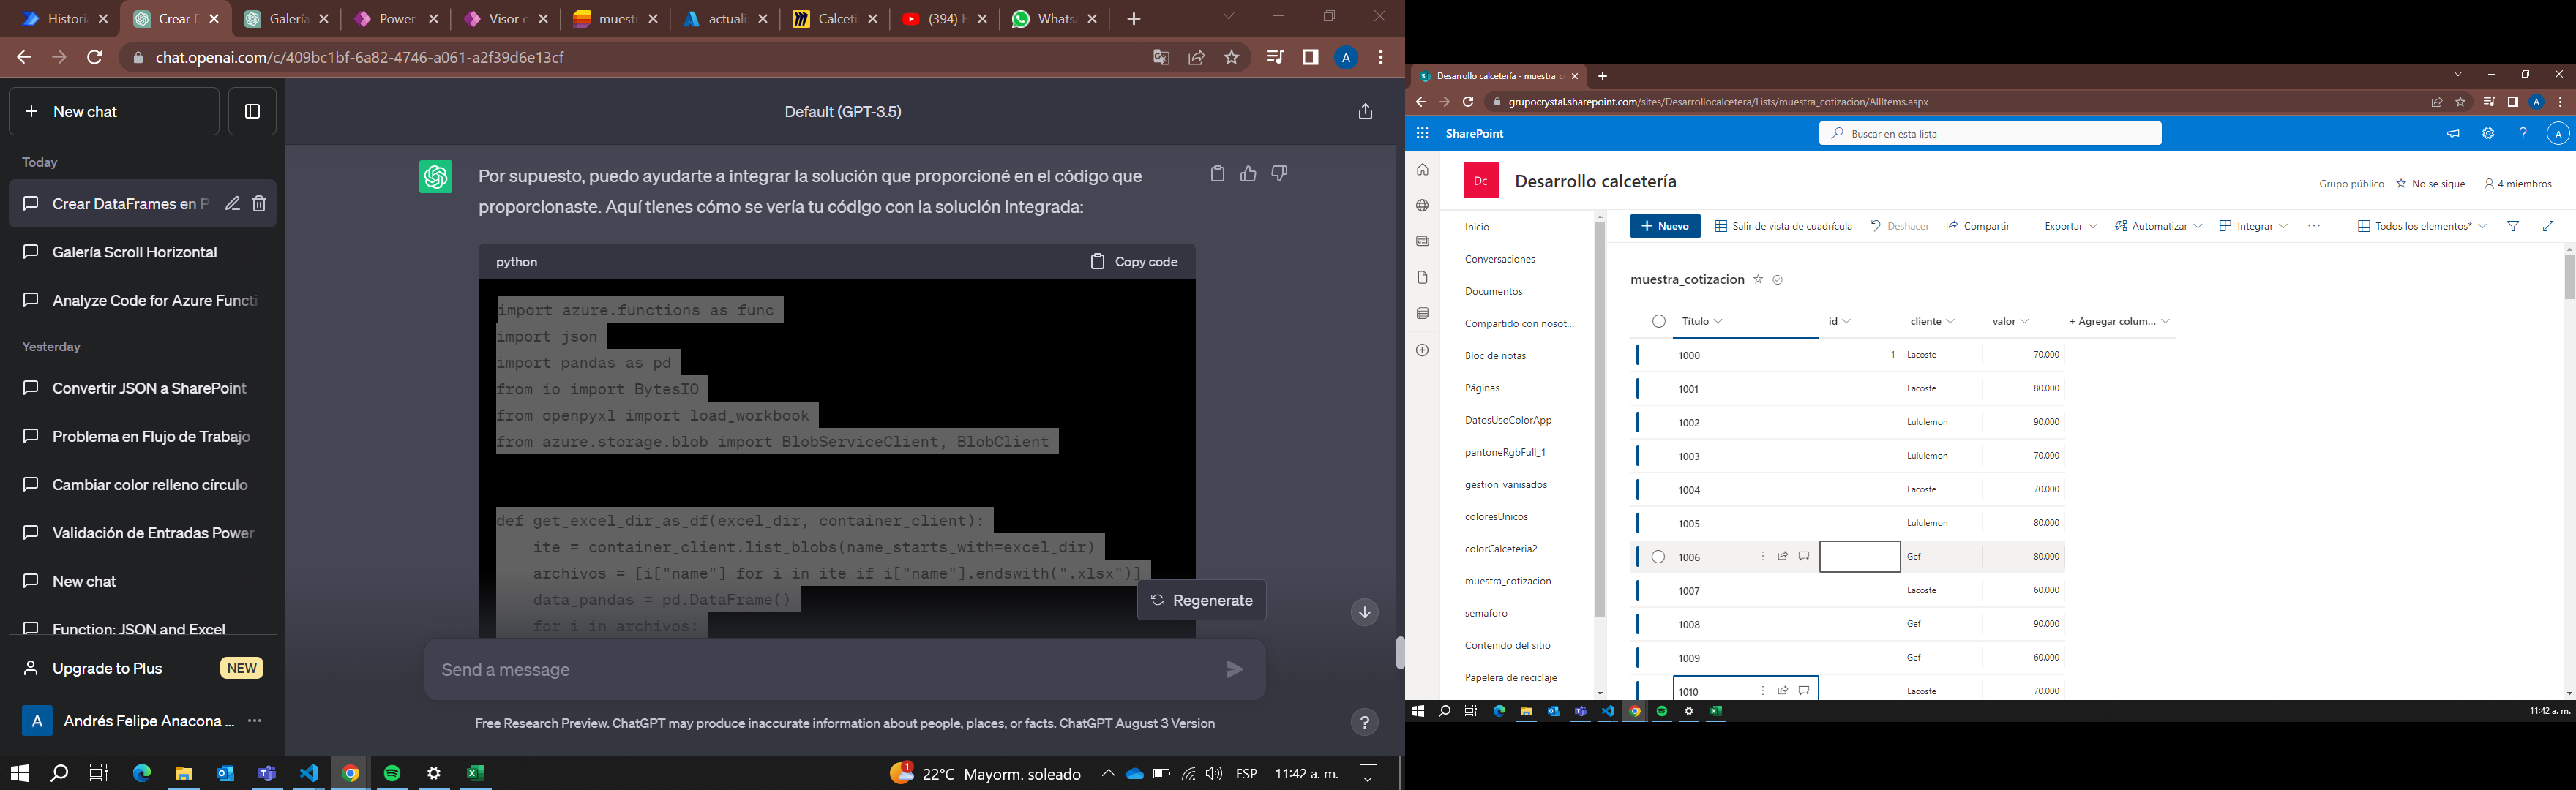 Histori
Crear D
Galería
Power
Visor c
muestr
actuali
Calceti
(394) H
WhatsA
chat.openai.com/c/409bc1bf-6a82-4746-a061-a2f39d6e13cf
New chat
Today
Crear DataFrames en P
Galería Scroll Horizontal
Analyze Code for Azure Functi
Yesterday
Convertir JSON a SharePoint
Problema en Flujo de Trabajo
Cambiar color relleno círculo
Validación de Entradas Power
New chat
Function: JSON and Excel
Upgrade to Plus
NEW
A
Andrés Felipe Anacona ...
Default (GPT-3.5)
Por supuesto, puedo ayudarte a integrar la solución que proporcioné en el código que
proporcionaste. Aquí tienes cómo se vería tu código con la solución integrada:
python
Copy code
import azure.functions as func
import json
import pandas as pd
from io import BytesIO
from openpyxl import load_workbook
from azure.storage.blob import BlobServiceClient, BlobClient
def get_excel_dir_as_df(excel_dir, container_client):
ite = container_client.list_blobs(name_starts_with=excel_dir)
archivos = [i["name"] for i in ite if i["name"].endswith(".xlsx")]
data_pandas = pd.DataFrame()
for i in archivos:
Regenerate
Send a message
Free Research Preview. ChatGPT may produce inaccurate information about people, places, or facts. ChatGPT August 3 Version
?
1
22°C Mayorm. soleado
ESP
11:42 a. m.
Desarrollo calcetería - muestra_c
grupocrystal.sharepoint.com/sites/Desarrollocalcetera/Lists/muestra_cotizacion/AllItems.aspx
A
SharePoint
Buscar en esta lista
?
A
Dc
Desarrollo calcetería
Grupo público
No se sigue
4 miembros
Inicio
Conversaciones
Documentos
Compartido con nosot...
Bloc de notas
Páginas
DatosUsoColorApp
pantoneRgbFull_1
gestion_vanisados
coloresUnicos
colorCalceteria2
muestra_cotizacion
semaforo
Contenido del sitio
Papelera de reciclaje
Nuevo
Salir de vista de cuadrícula
Deshacer
Compartir
Exportar
Automatizar
Integrar
...
Todos los elementos*
muestra_cotizacion
Título id cliente valor + Agregar colum...
1000 1 Lacoste 70.000
1001 Lacoste 80.000
1002 Lululemon 90.000
1003 Lululemon 70.000
1004 Lacoste 70.000
1005 Lululemon 80.000
1006 Gef 80.000
1007 Lacoste 60.000
1008 Gef 90.000
1009 Gef 60.000
1010 Lacoste 70.000
11:42 a. m.